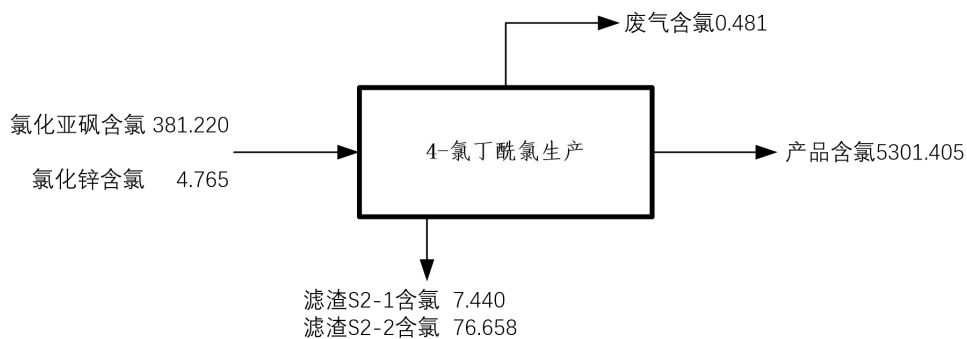 废气含氯0.481
氯化亚砜含氯 381.220
4-氯丁酰氯生产
产品含氯5301.405
氯化锌含氯 4.765
滤渣S2-1含氯 7.440
滤渣S2-2含氯 76.658